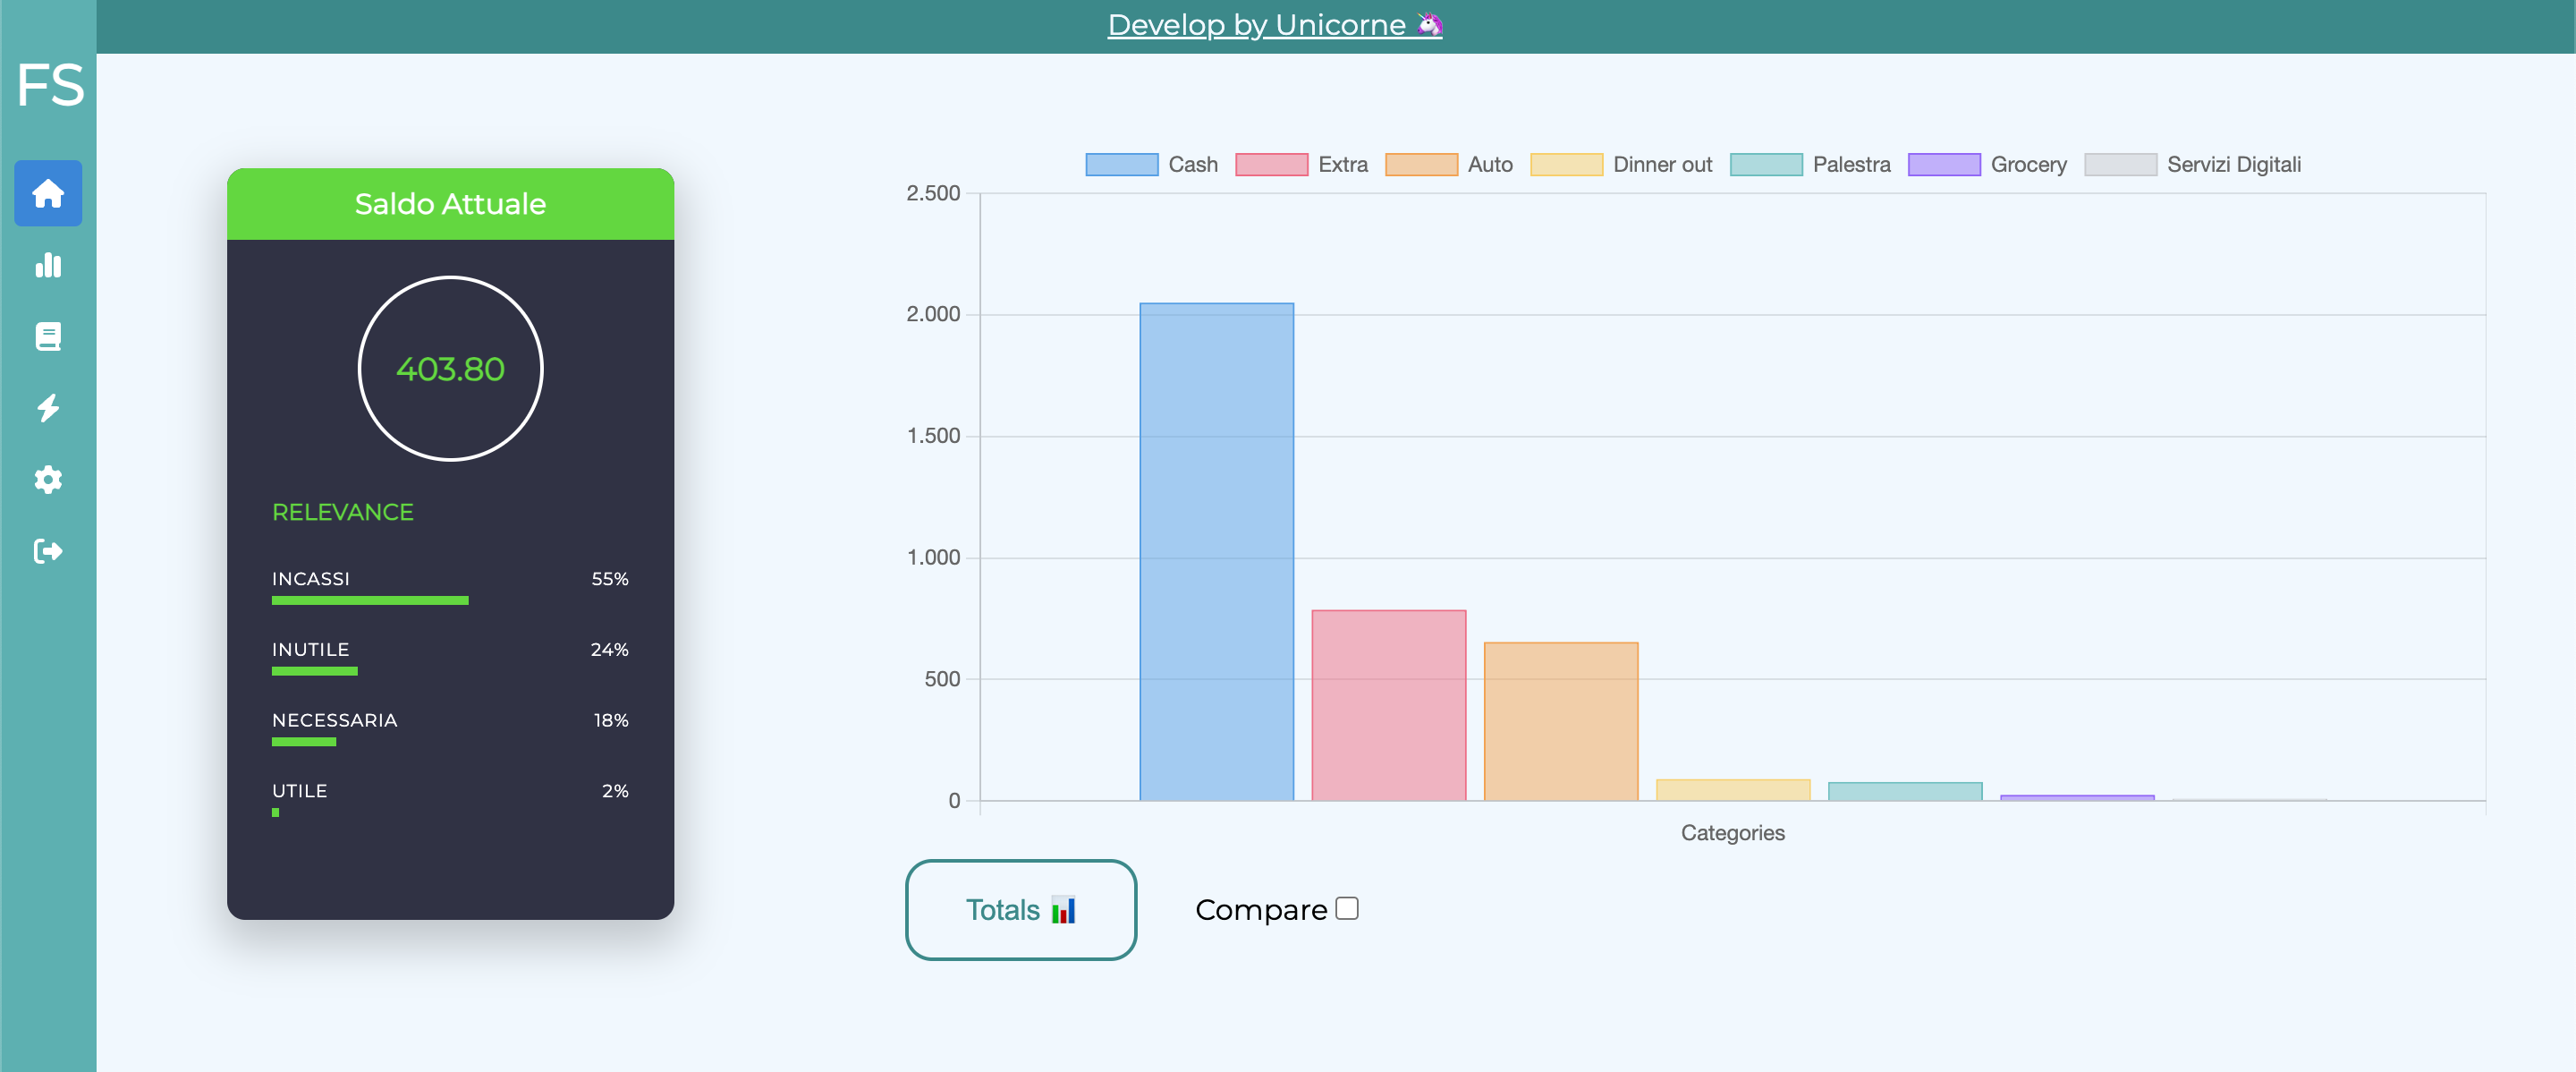 Develop by Unicorne 🦄
FS
Saldo Attuale
403.80
RELEVANCE
INCASSI 55%
INUTILE 24%
NECESSARIA 18%
UTILE 2%
Cash Extra Auto Dinner out Palestra Grocery Servizi Digitali
2.500
2.000
1.500
1.000
500
0
Categories
Totals 📊 Compare